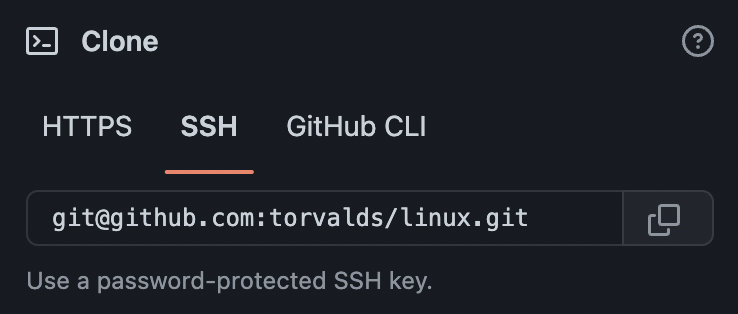 Clone
HTTPS SSH GitHub CLI
git@github.com:torvalds/linux.git
Use a password-protected SSH key.